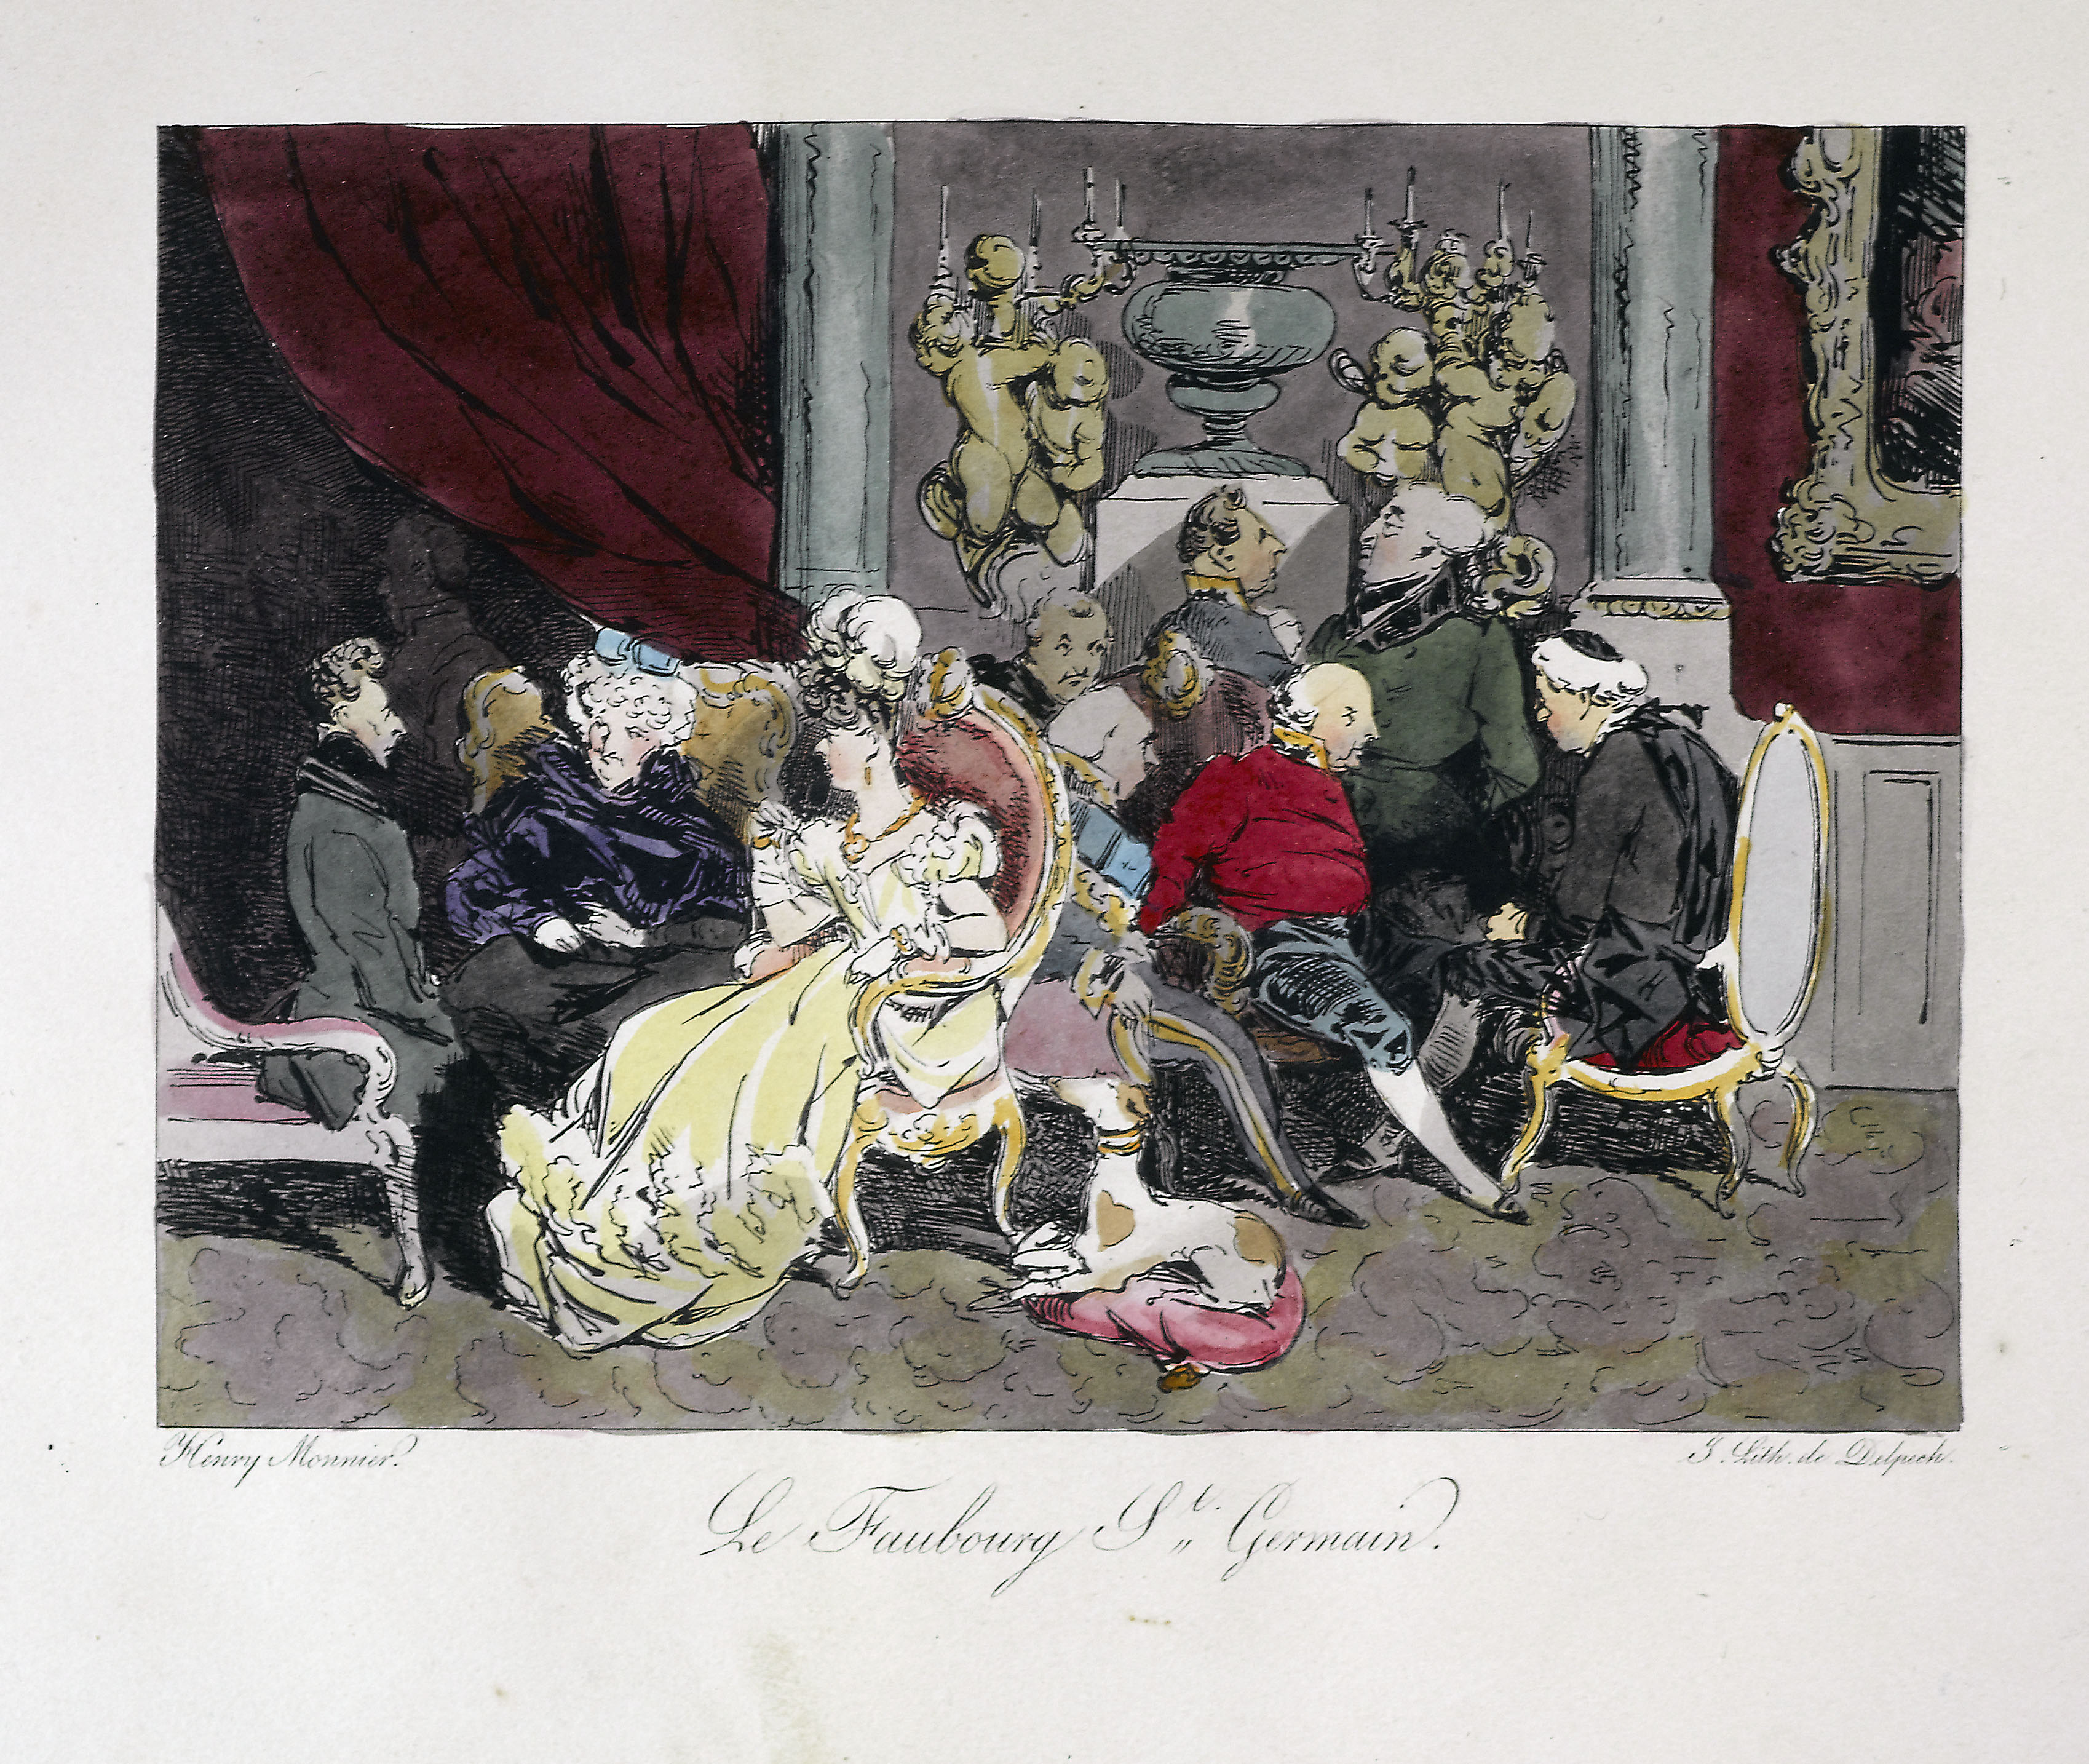 Henry Monnier.
I. Lith. de Delpech.
Le Faubourg St. Germain.